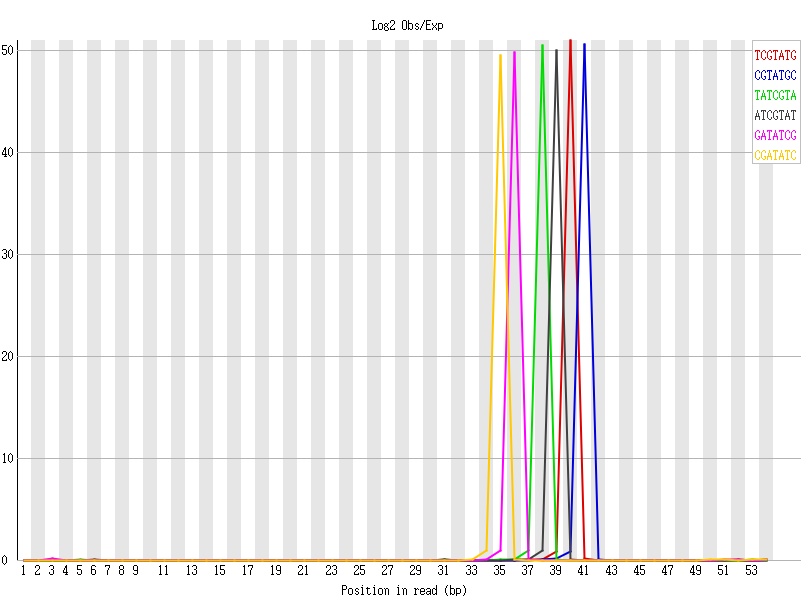 Log2 Obs/Exp
50
40
30
20
10
0
TCGTATG
CGTATGC
TATCGTA
ATCGTAT
GATATCG
CGATATC
1 2 3 4 5 6 7 8 9 11 13 15 17 19 21 23 25 27 29 31 33 35 37 39 41 43 45 47 49 51 53
Position in read (bp)